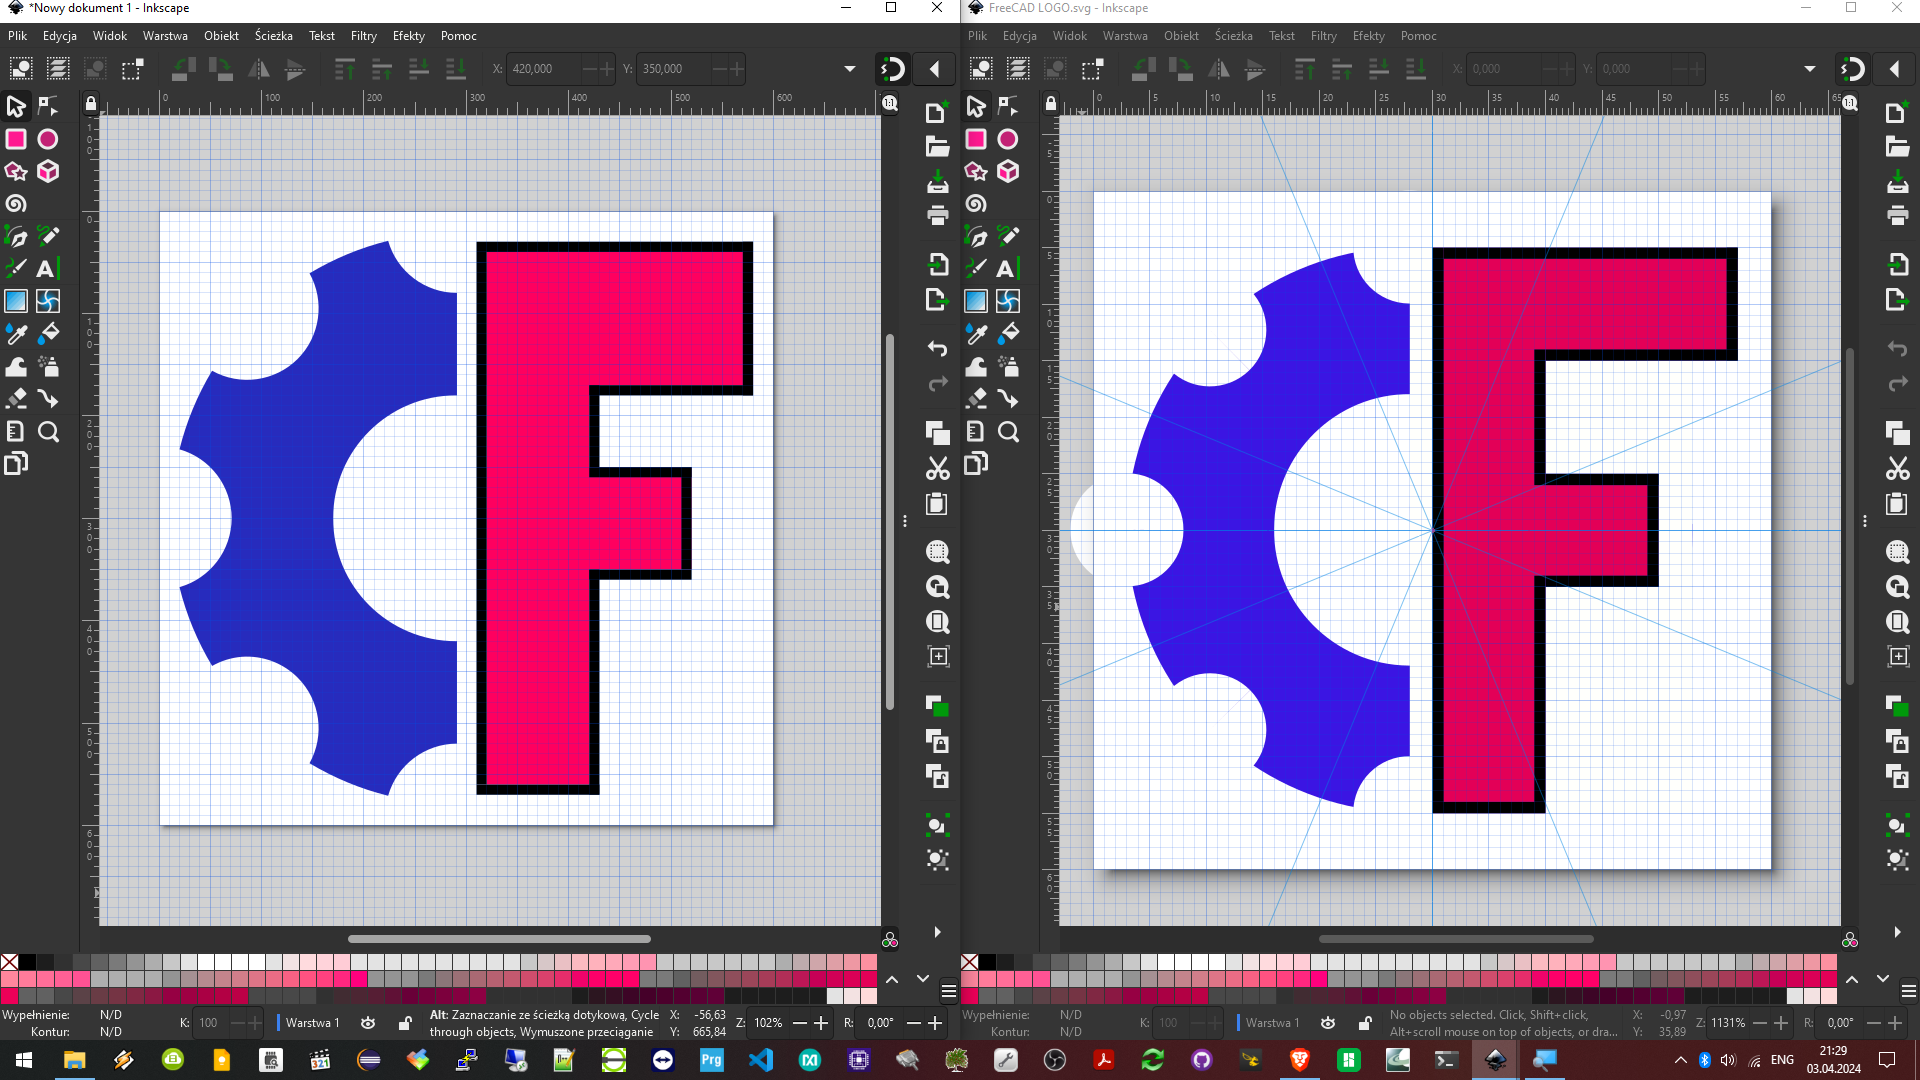 *Nowy dokument 1 - Inkscape
Plik Edycja Widok Warstwa Obiekt Ścieżka Tekst Filtry Efekty Pomoc
X: 420,000 Y: 350,000
0 100 200 300 400 500 600
Wypełnienie: N/D
Kontur: N/D
K: 100
Warstwa 1
Alt: Zaznaczanie ze ścieżką dotykową, Cycle
through objects, Wymuszone przeciąganie
X: -56,63
Y: 665,84
Z: 102%
R: 0,00°
FreeCAD LOGO.svg - Inkscape
Plik Edycja Widok Warstwa Obiekt Ścieżka Tekst Filtry Efekty Pomoc
X: 0,000 Y: 0,000
0 5 10 15 20 25 30 35 40 45 50 55 60 65
F
F
Wypełnienie: N/D
Kontur: N/D
K: 100
Warstwa 1
No objects selected. Click, Shift+click,
Alt+scroll mouse on top of objects, or dra...
X: -0,97
Y: 35,89
Z: 1131%
R: 0,00°
321
Prg
ENG
21:29
03.04.2024